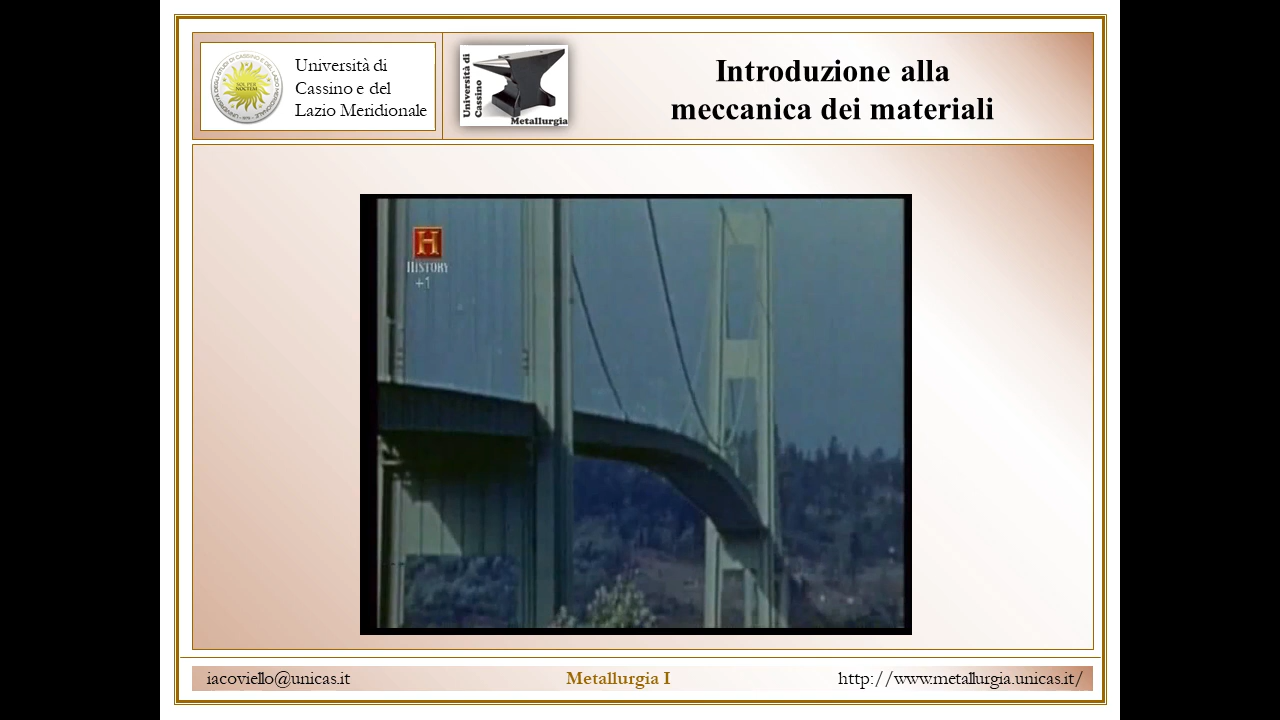 Università di
Cassino e del
Lazio Meridionale
Università di
Cassino
Metallurgia
Introduzione alla
meccanica dei materiali
H
HISTORY
+1
iacoviello@unicas.it
Metallurgia I
http://www.metallurgia.unicas.it/